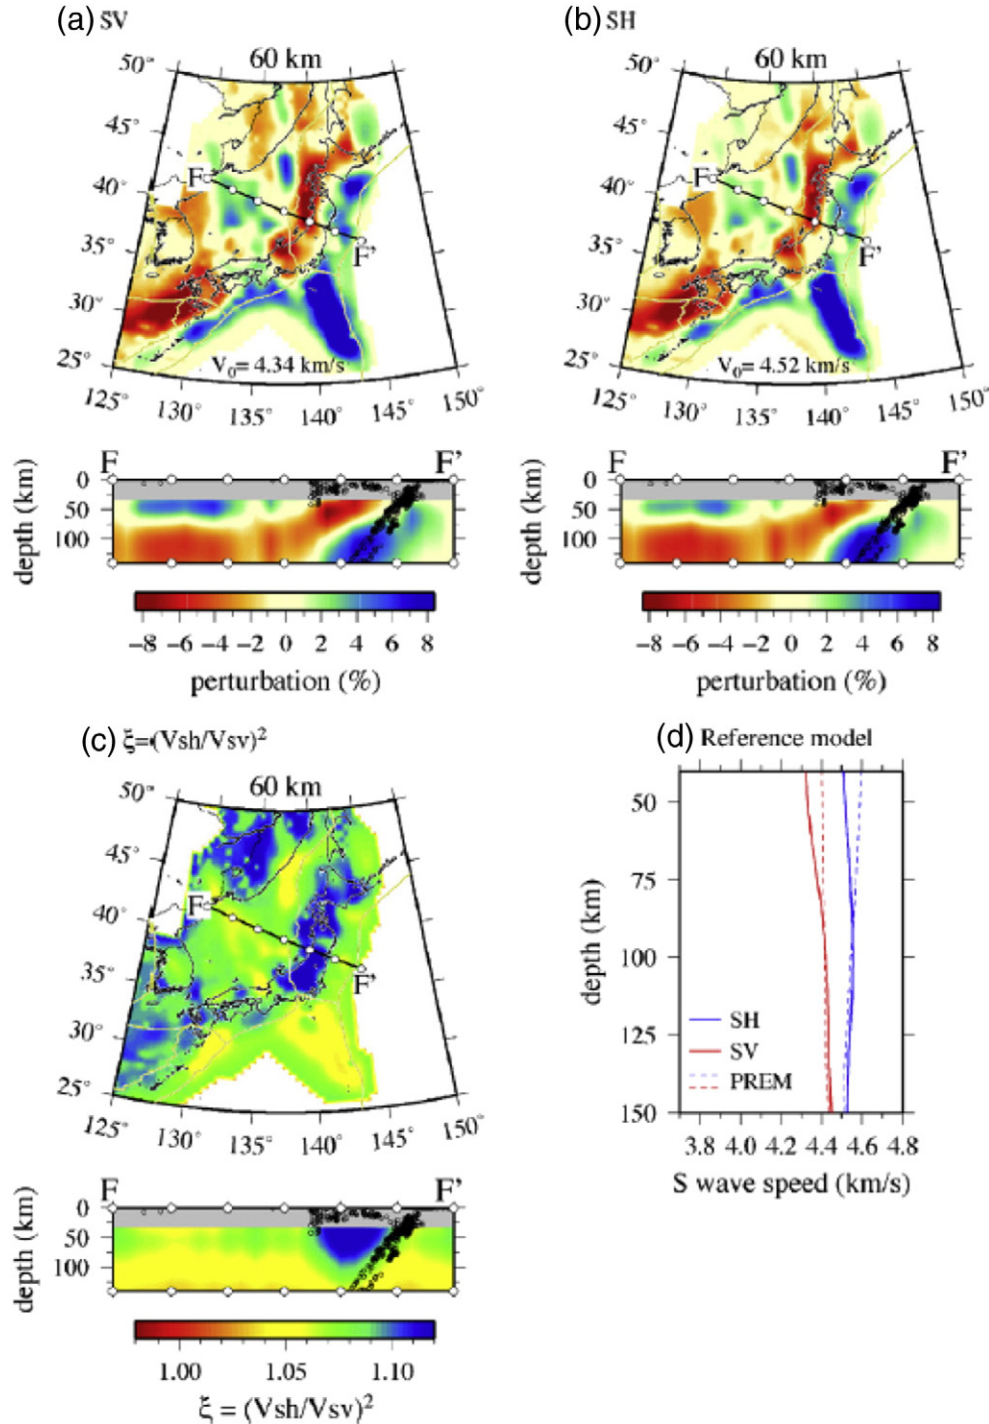 (a) SV
60 km
50°
45°
40°
35°
30°
25°
F
F'
V₀= 4.34 km/s
125° 130° 135° 140° 145° 150°
F F'
depth (km)
0
50
100
−8 −6 −4 −2 0 2 4 6 8
perturbation (%)
(b) SH
60 km
50°
45°
40°
35°
30°
25°
F
F'
V₀= 4.52 km/s
125° 130° 135° 140° 145° 150°
F F'
depth (km)
0
50
100
−8 −6 −4 −2 0 2 4 6 8
perturbation (%)
(c) ξ=(Vsh/Vsv)²
60 km
50°
45°
40°
35°
30°
25°
F
F'
125° 130° 135° 140° 145° 150°
F F'
depth (km)
0
50
100
1.00 1.05 1.10
ξ = (Vsh/Vsv)²
(d) Reference model
depth (km)
50
75
100
125
150
SH
SV
PREM
3.8 4.0 4.2 4.4 4.6 4.8
S wave speed (km/s)